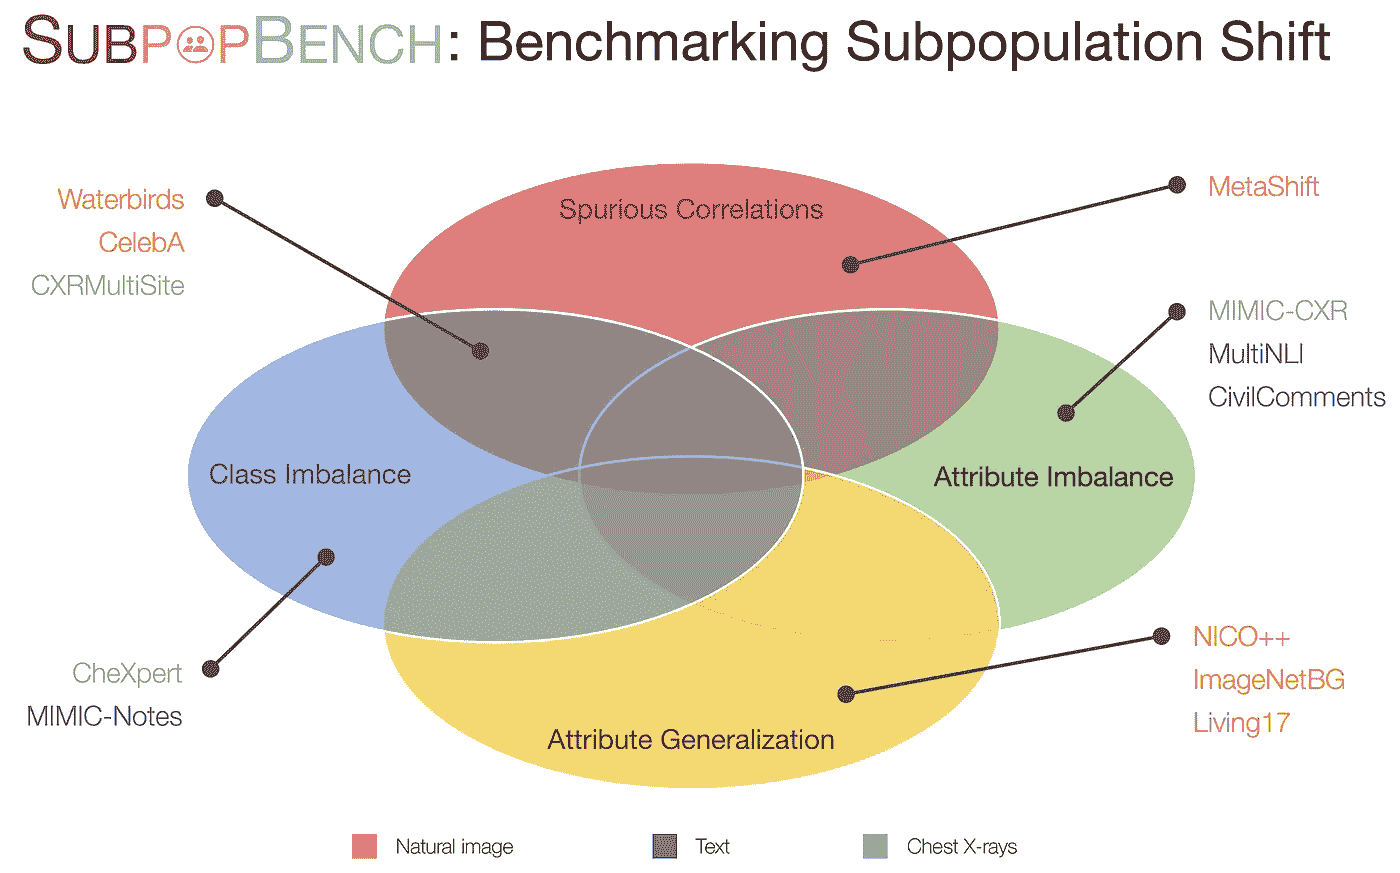 SUBPOPBENCH: Benchmarking Subpopulation Shift
Waterbirds
CelebA
CXRMultiSite
Spurious Correlations
MetaShift
MIMIC-CXR
MultiNLI
CivilComments
Class Imbalance
Attribute Imbalance
CheXpert
MIMIC-Notes
NICO++
ImageNetBG
Living17
Attribute Generalization
Natural image
Text
Chest X-rays